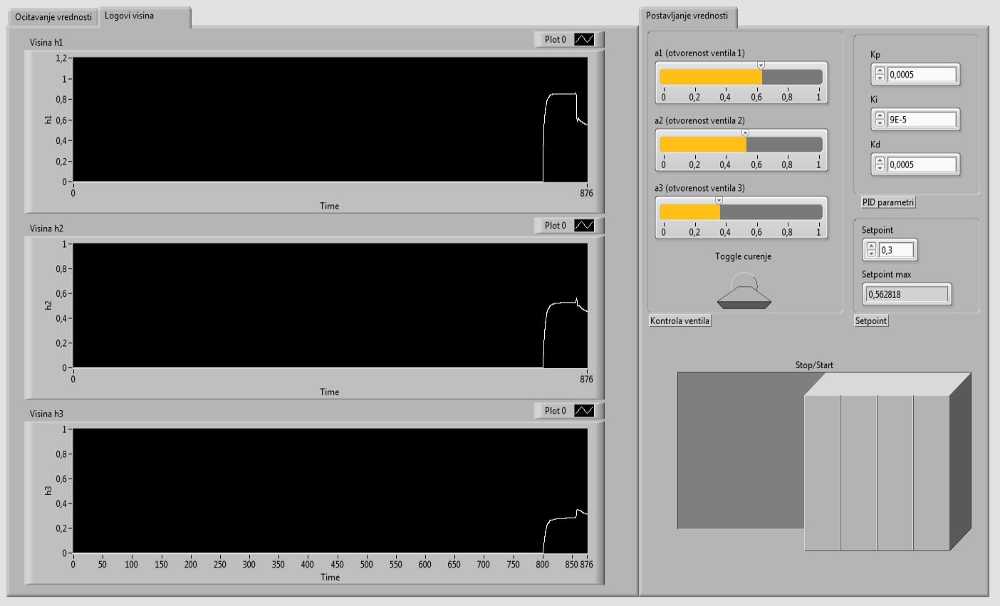 Ocitavanje vrednosti
Logovi visina
Visina h1
Plot 0
1,2
1
0,8
0,6
0,4
0,2
0
h1
0
876
Time
Visina h2
Plot 0
1
0,8
0,6
0,4
0,2
0
h2
0
876
Time
Visina h3
Plot 0
1
0,8
0,6
0,4
0,2
0
h3
0 50 100 150 200 250 300 350 400 450 500 550 600 650 700 750 800 850 876
Time
Postavljanje vrednosti
a1 (otvorenost ventila 1)
0 0,2 0,4 0,6 0,8 1
a2 (otvorenost ventila 2)
0 0,2 0,4 0,6 0,8 1
a3 (otvorenost ventila 3)
0 0,2 0,4 0,6 0,8 1
Toggle curenje
Kontrola ventila
Kp
0,0005
Ki
9E-5
Kd
0,0005
PID parametri
Setpoint
0,3
Setpoint max
0,562818
Setpoint
Stop/Start